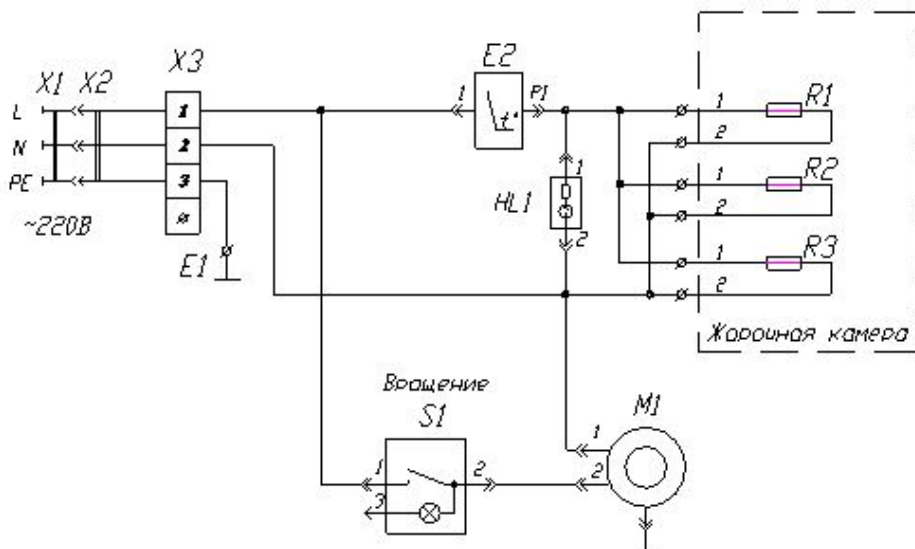 X1 X2 X3
L 1
N 2
PE 3
ø
~220В
E1
E2
1 t° P1
1
HL1
2
1 R1
2
1 R2
2
1 R3
2
Жарочная камера
Вращение
S1
1 2
3
M1
1
2